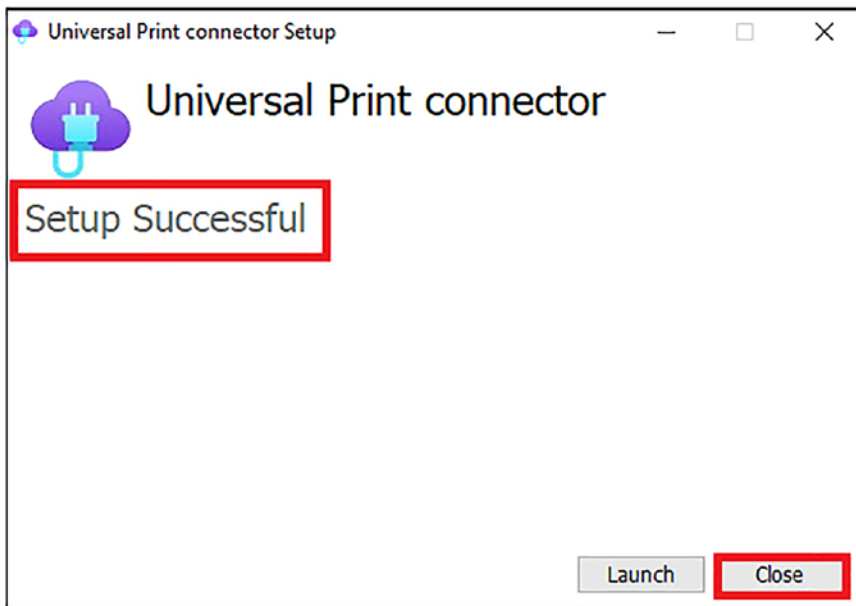 Universal Print connector Setup
Universal Print connector
Setup Successful
Launch
Close